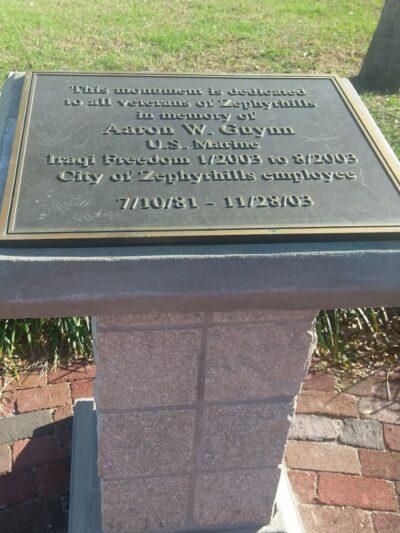 This monument is dedicated
to all veterans of Zephyrhills
in memory of
Aaron W. Guynn
U.S. Marine
Iraqi Freedom 1/2003 to 8/2003
City of Zephyrhills employee
7/10/81 - 11/28/03